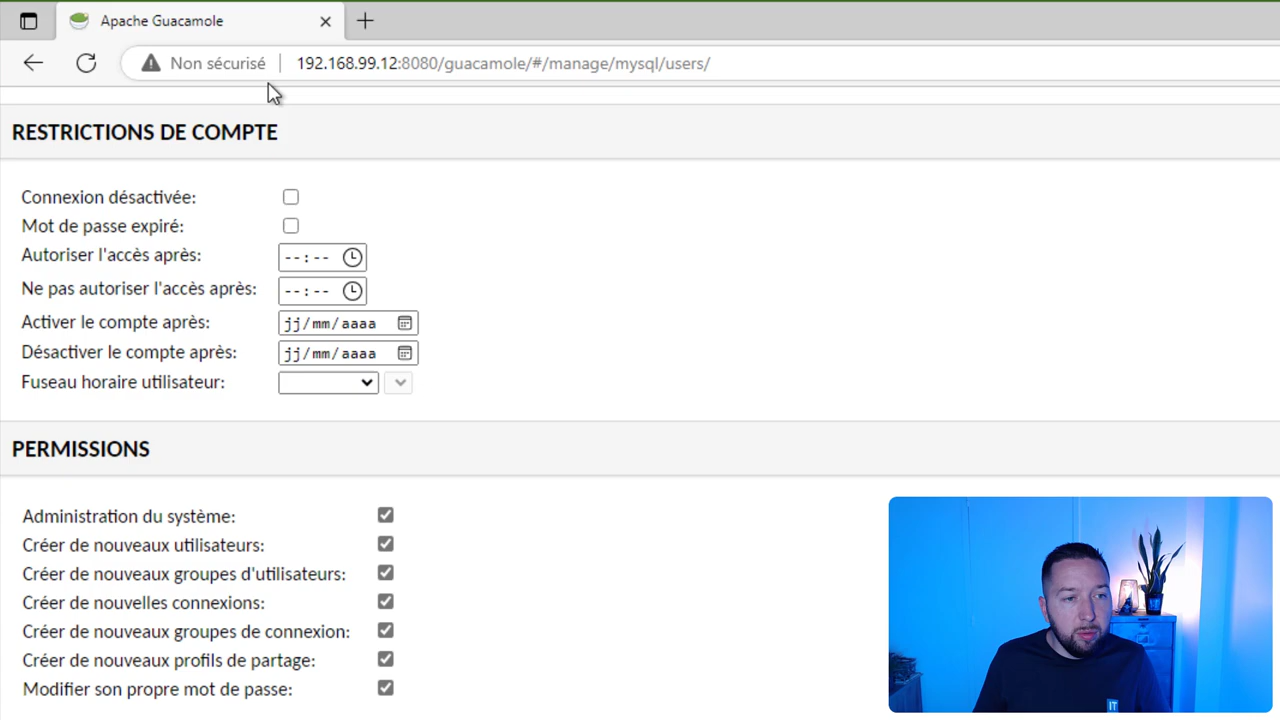 Apache Guacamole
Non sécurisé 192.168.99.12:8080/guacamole/#/manage/mysql/users/
RESTRICTIONS DE COMPTE
Connexion désactivée:
Mot de passe expiré:
Autoriser l'accès après: --:--
Ne pas autoriser l'accès après: --:--
Activer le compte après: jj/mm/aaaa
Désactiver le compte après: jj/mm/aaaa
Fuseau horaire utilisateur:
PERMISSIONS
Administration du système:
Créer de nouveaux utilisateurs:
Créer de nouveaux groupes d'utilisateurs:
Créer de nouvelles connexions:
Créer de nouveaux groupes de connexion:
Créer de nouveaux profils de partage:
Modifier son propre mot de passe:
IT